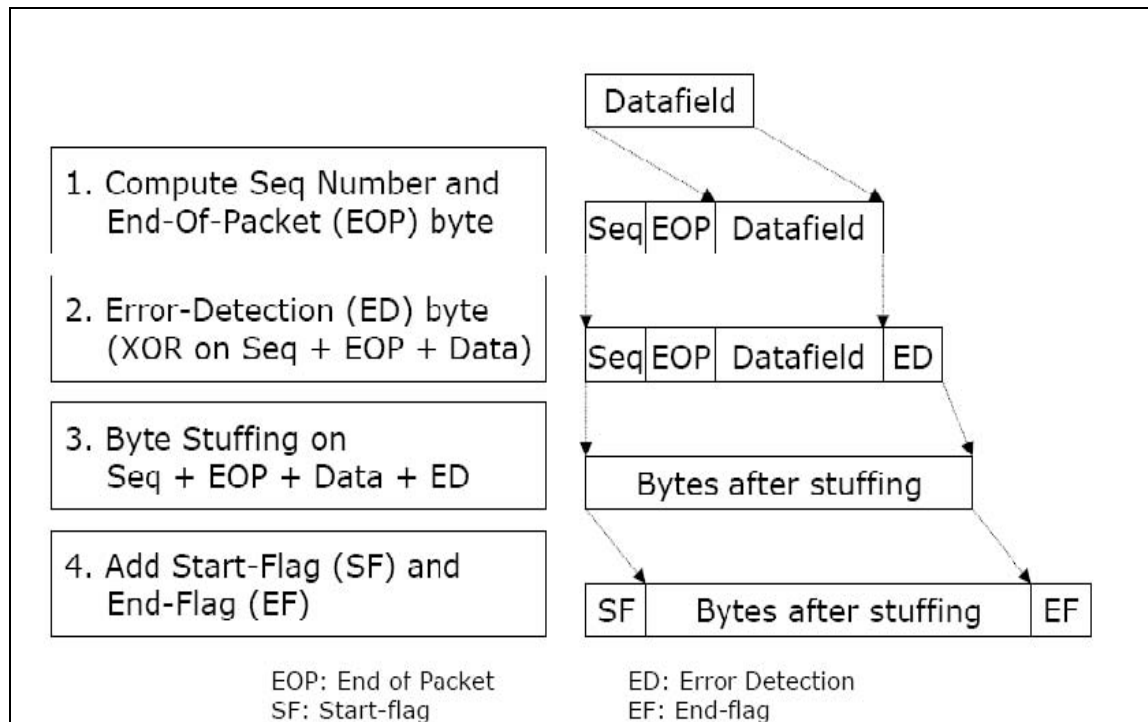 Datafield
1. Compute Seq Number and
End-Of-Packet (EOP) byte
Seq EOP Datafield
2. Error-Detection (ED) byte
(XOR on Seq + EOP + Data)
Seq EOP Datafield ED
3. Byte Stuffing on
Seq + EOP + Data + ED
Bytes after stuffing
4. Add Start-Flag (SF) and
End-Flag (EF)
SF Bytes after stuffing EF
EOP: End of Packet ED: Error Detection
SF: Start-flag EF: End-flag